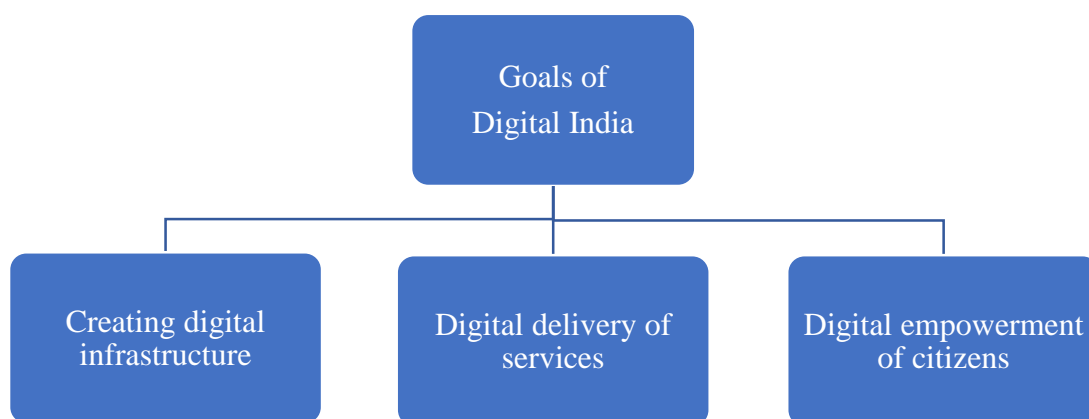 Goals of
Digital India
Creating digital
infrastructure
Digital delivery of
services
Digital empowerment
of citizens